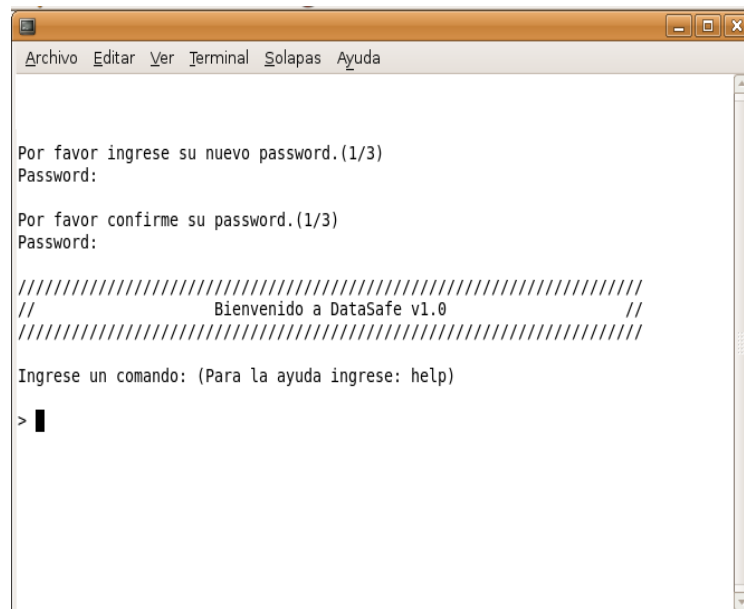 Archivo Editar Ver Terminal Solapas Ayuda
Por favor ingrese su nuevo password.(1/3)
Password:
Por favor confirme su password.(1/3)
Password:
//////////////////////////////////////////////////////////////////////
// Bienvenido a DataSafe v1.0 //
//////////////////////////////////////////////////////////////////////
Ingrese un comando: (Para la ayuda ingrese: help)
>